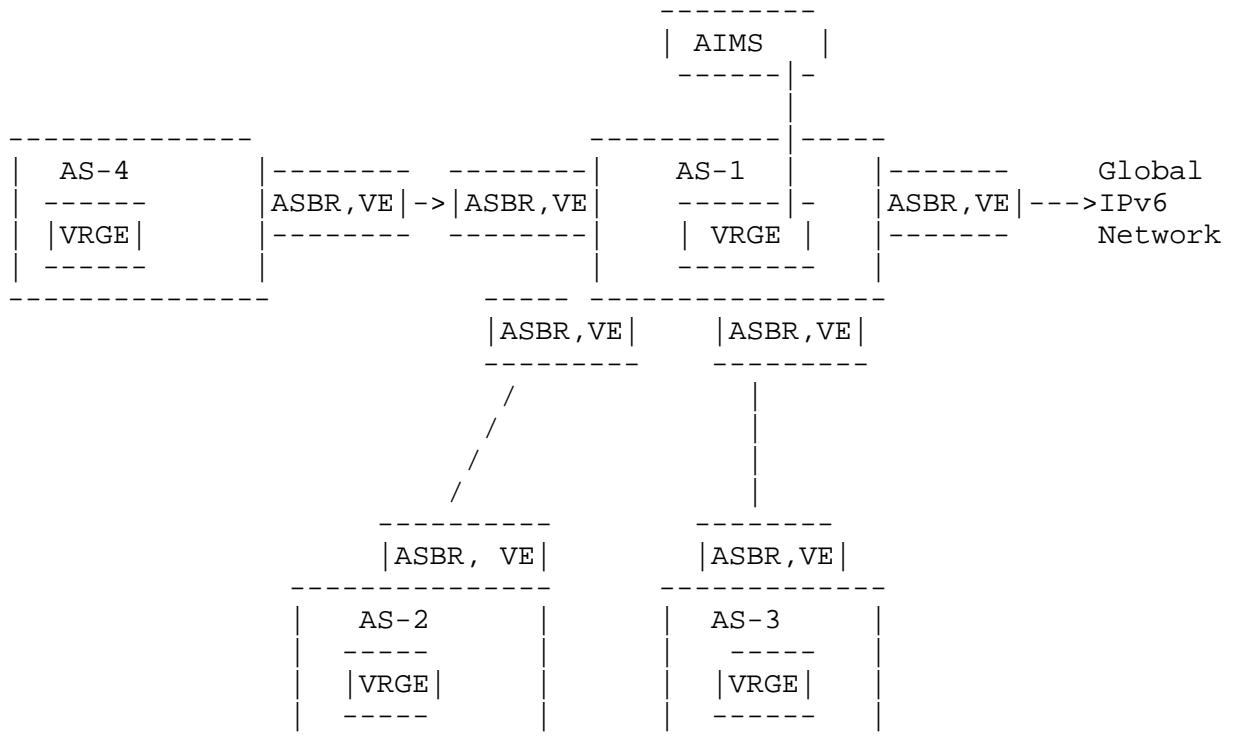 AIMS
AS-4 AS-1 Global
ASBR,VE -> ASBR,VE ASBR,VE --->IPv6
VRGE VRGE Network
ASBR,VE ASBR,VE
ASBR, VE ASBR,VE
AS-2 AS-3
VRGE VRGE